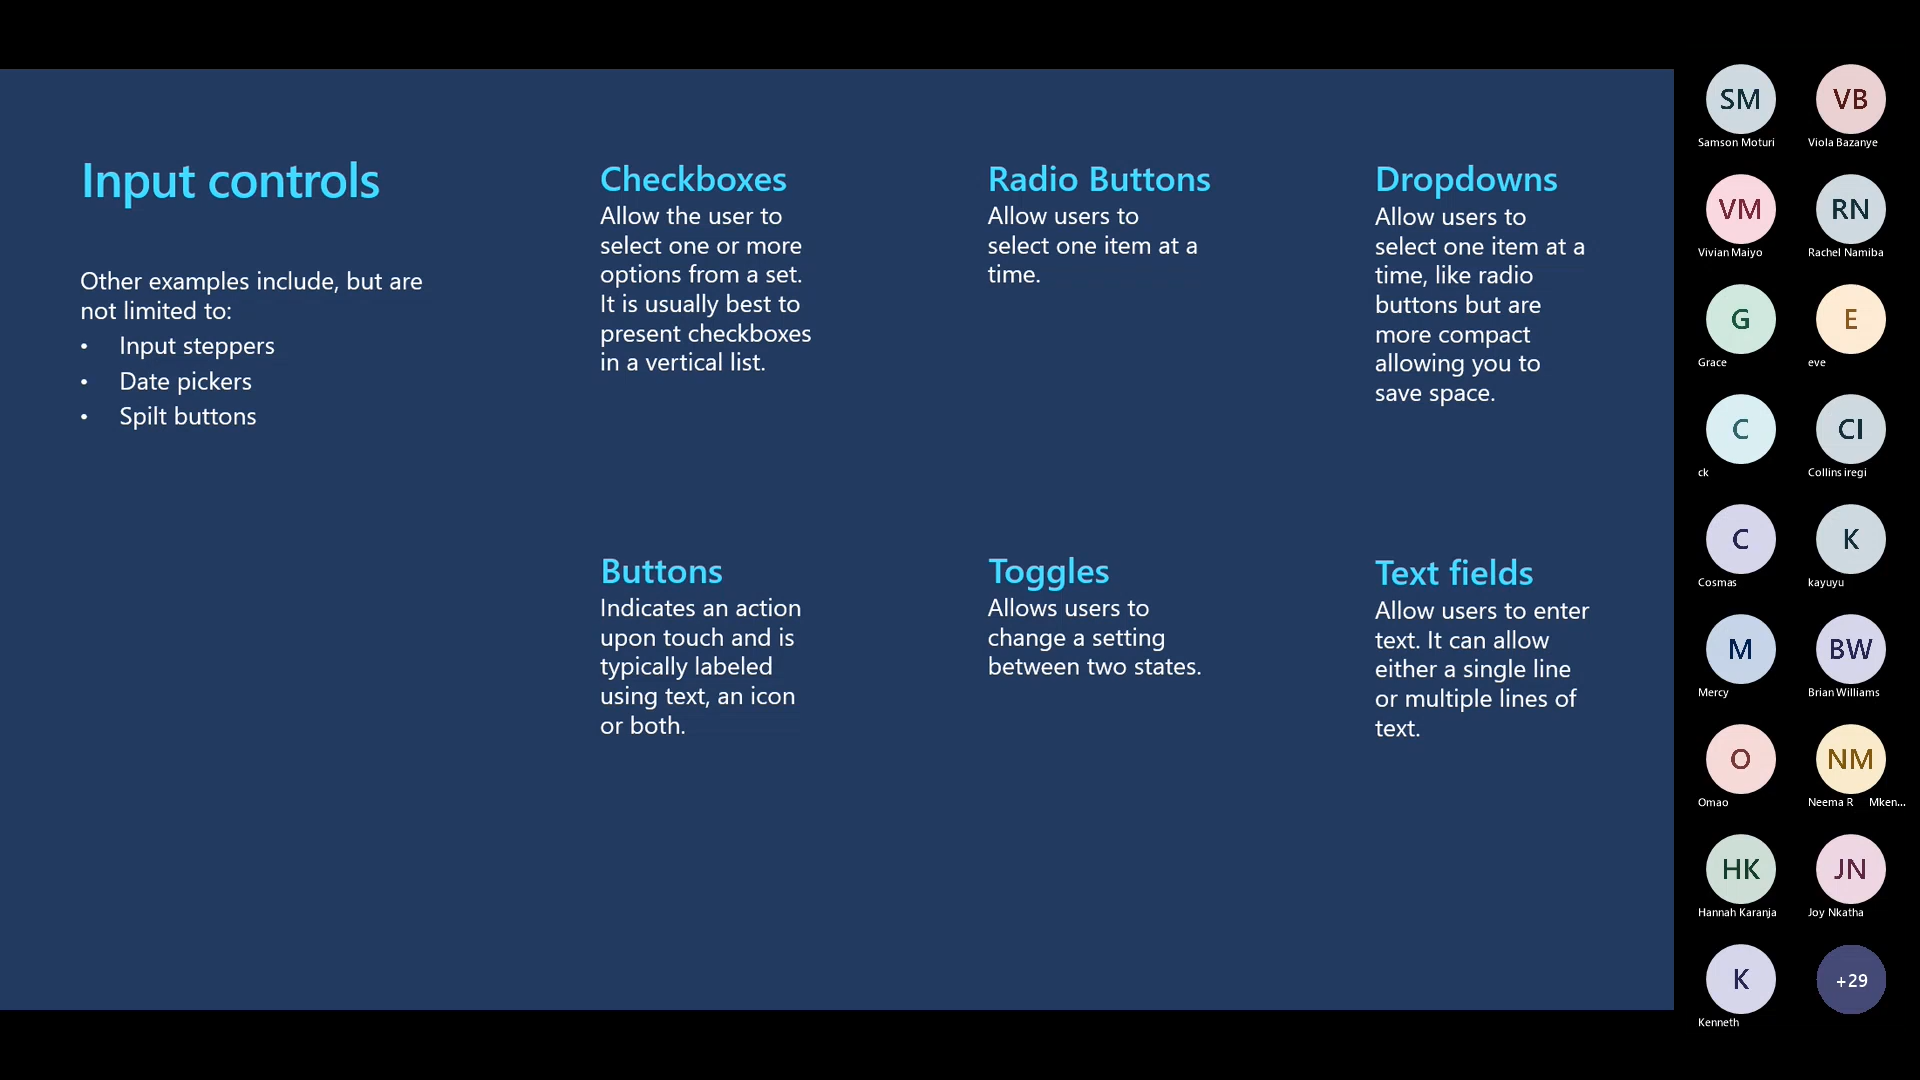 Input controls
Other examples include, but are
not limited to:
• Input steppers
• Date pickers
• Spilt buttons
Checkboxes
Allow the user to
select one or more
options from a set.
It is usually best to
present checkboxes
in a vertical list.
Radio Buttons
Allow users to
select one item at a
time.
Dropdowns
Allow users to
select one item at a
time, like radio
buttons but are
more compact
allowing you to
save space.
Buttons
Indicates an action
upon touch and is
typically labeled
using text, an icon
or both.
Toggles
Allows users to
change a setting
between two states.
Text fields
Allow users to enter
text. It can allow
either a single line
or multiple lines of
text.
SM VB
Samson Moturi Viola Bazanye
VM RN
Vivian Maiyo Rachel Namiba
G E
Grace eve
C CI
ck Collins iregi
C K
Cosmas kayuyu
M BW
Mercy Brian Williams
O NM
Omao Neema R Mken...
HK JN
Hannah Karanja Joy Nkatha
K +29
Kenneth